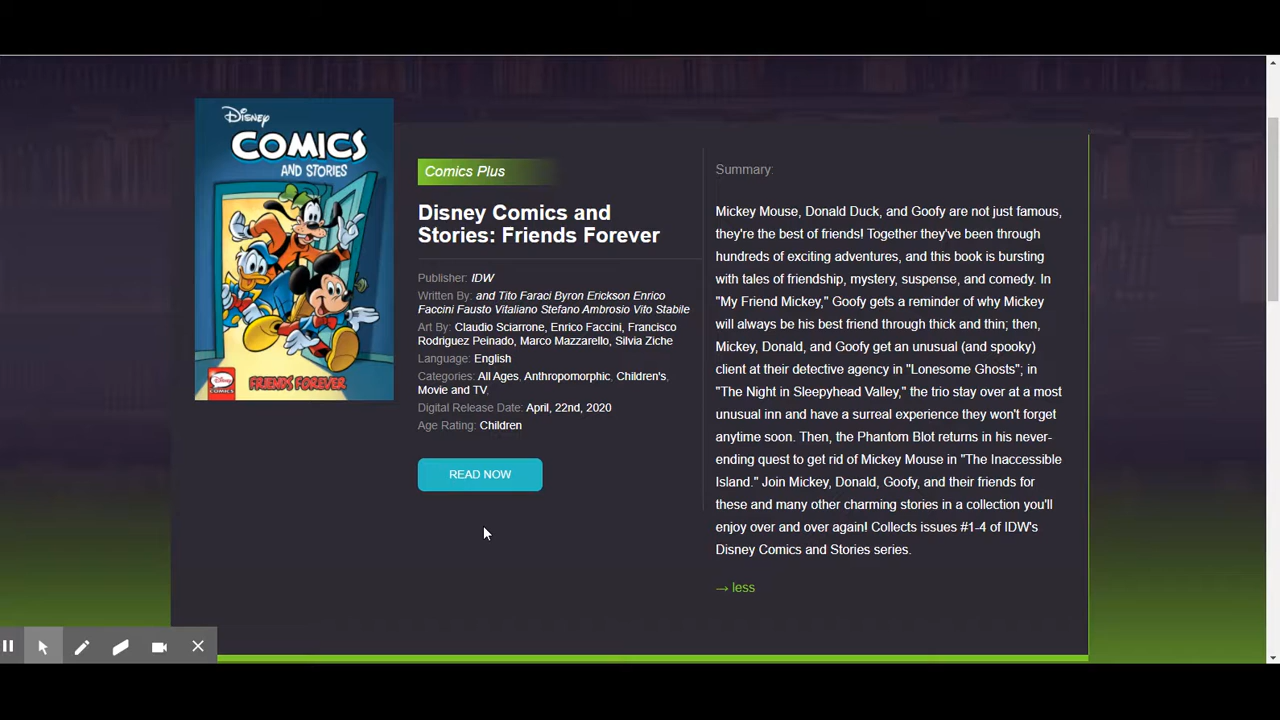 Disney
COMICS
AND STORIES
FRIENDS FOREVER
Disney
COMICS
Comics Plus
Disney Comics and
Stories: Friends Forever
Publisher: IDW
Written By: and Tito Faraci Byron Erickson Enrico
Faccini Fausto Vitaliano Stefano Ambrosio Vito Stabile
Art By: Claudio Sciarrone, Enrico Faccini, Francisco
Rodriguez Peinado, Marco Mazzarello, Silvia Ziche
Language: English
Categories: All Ages, Anthropomorphic, Children's,
Movie and TV,
Digital Release Date: April, 22nd, 2020
Age Rating: Children
READ NOW
Summary:
Mickey Mouse, Donald Duck, and Goofy are not just famous,
they're the best of friends! Together they've been through
hundreds of exciting adventures, and this book is bursting
with tales of friendship, mystery, suspense, and comedy. In
"My Friend Mickey," Goofy gets a reminder of why Mickey
will always be his best friend through thick and thin; then,
Mickey, Donald, and Goofy get an unusual (and spooky)
client at their detective agency in "Lonesome Ghosts"; in
"The Night in Sleepyhead Valley," the trio stay over at a most
unusual inn and have a surreal experience they won't forget
anytime soon. Then, the Phantom Blot returns in his never-
ending quest to get rid of Mickey Mouse in "The Inaccessible
Island." Join Mickey, Donald, Goofy, and their friends for
these and many other charming stories in a collection you'll
enjoy over and over again! Collects issues #1-4 of IDW's
Disney Comics and Stories series.
→ less